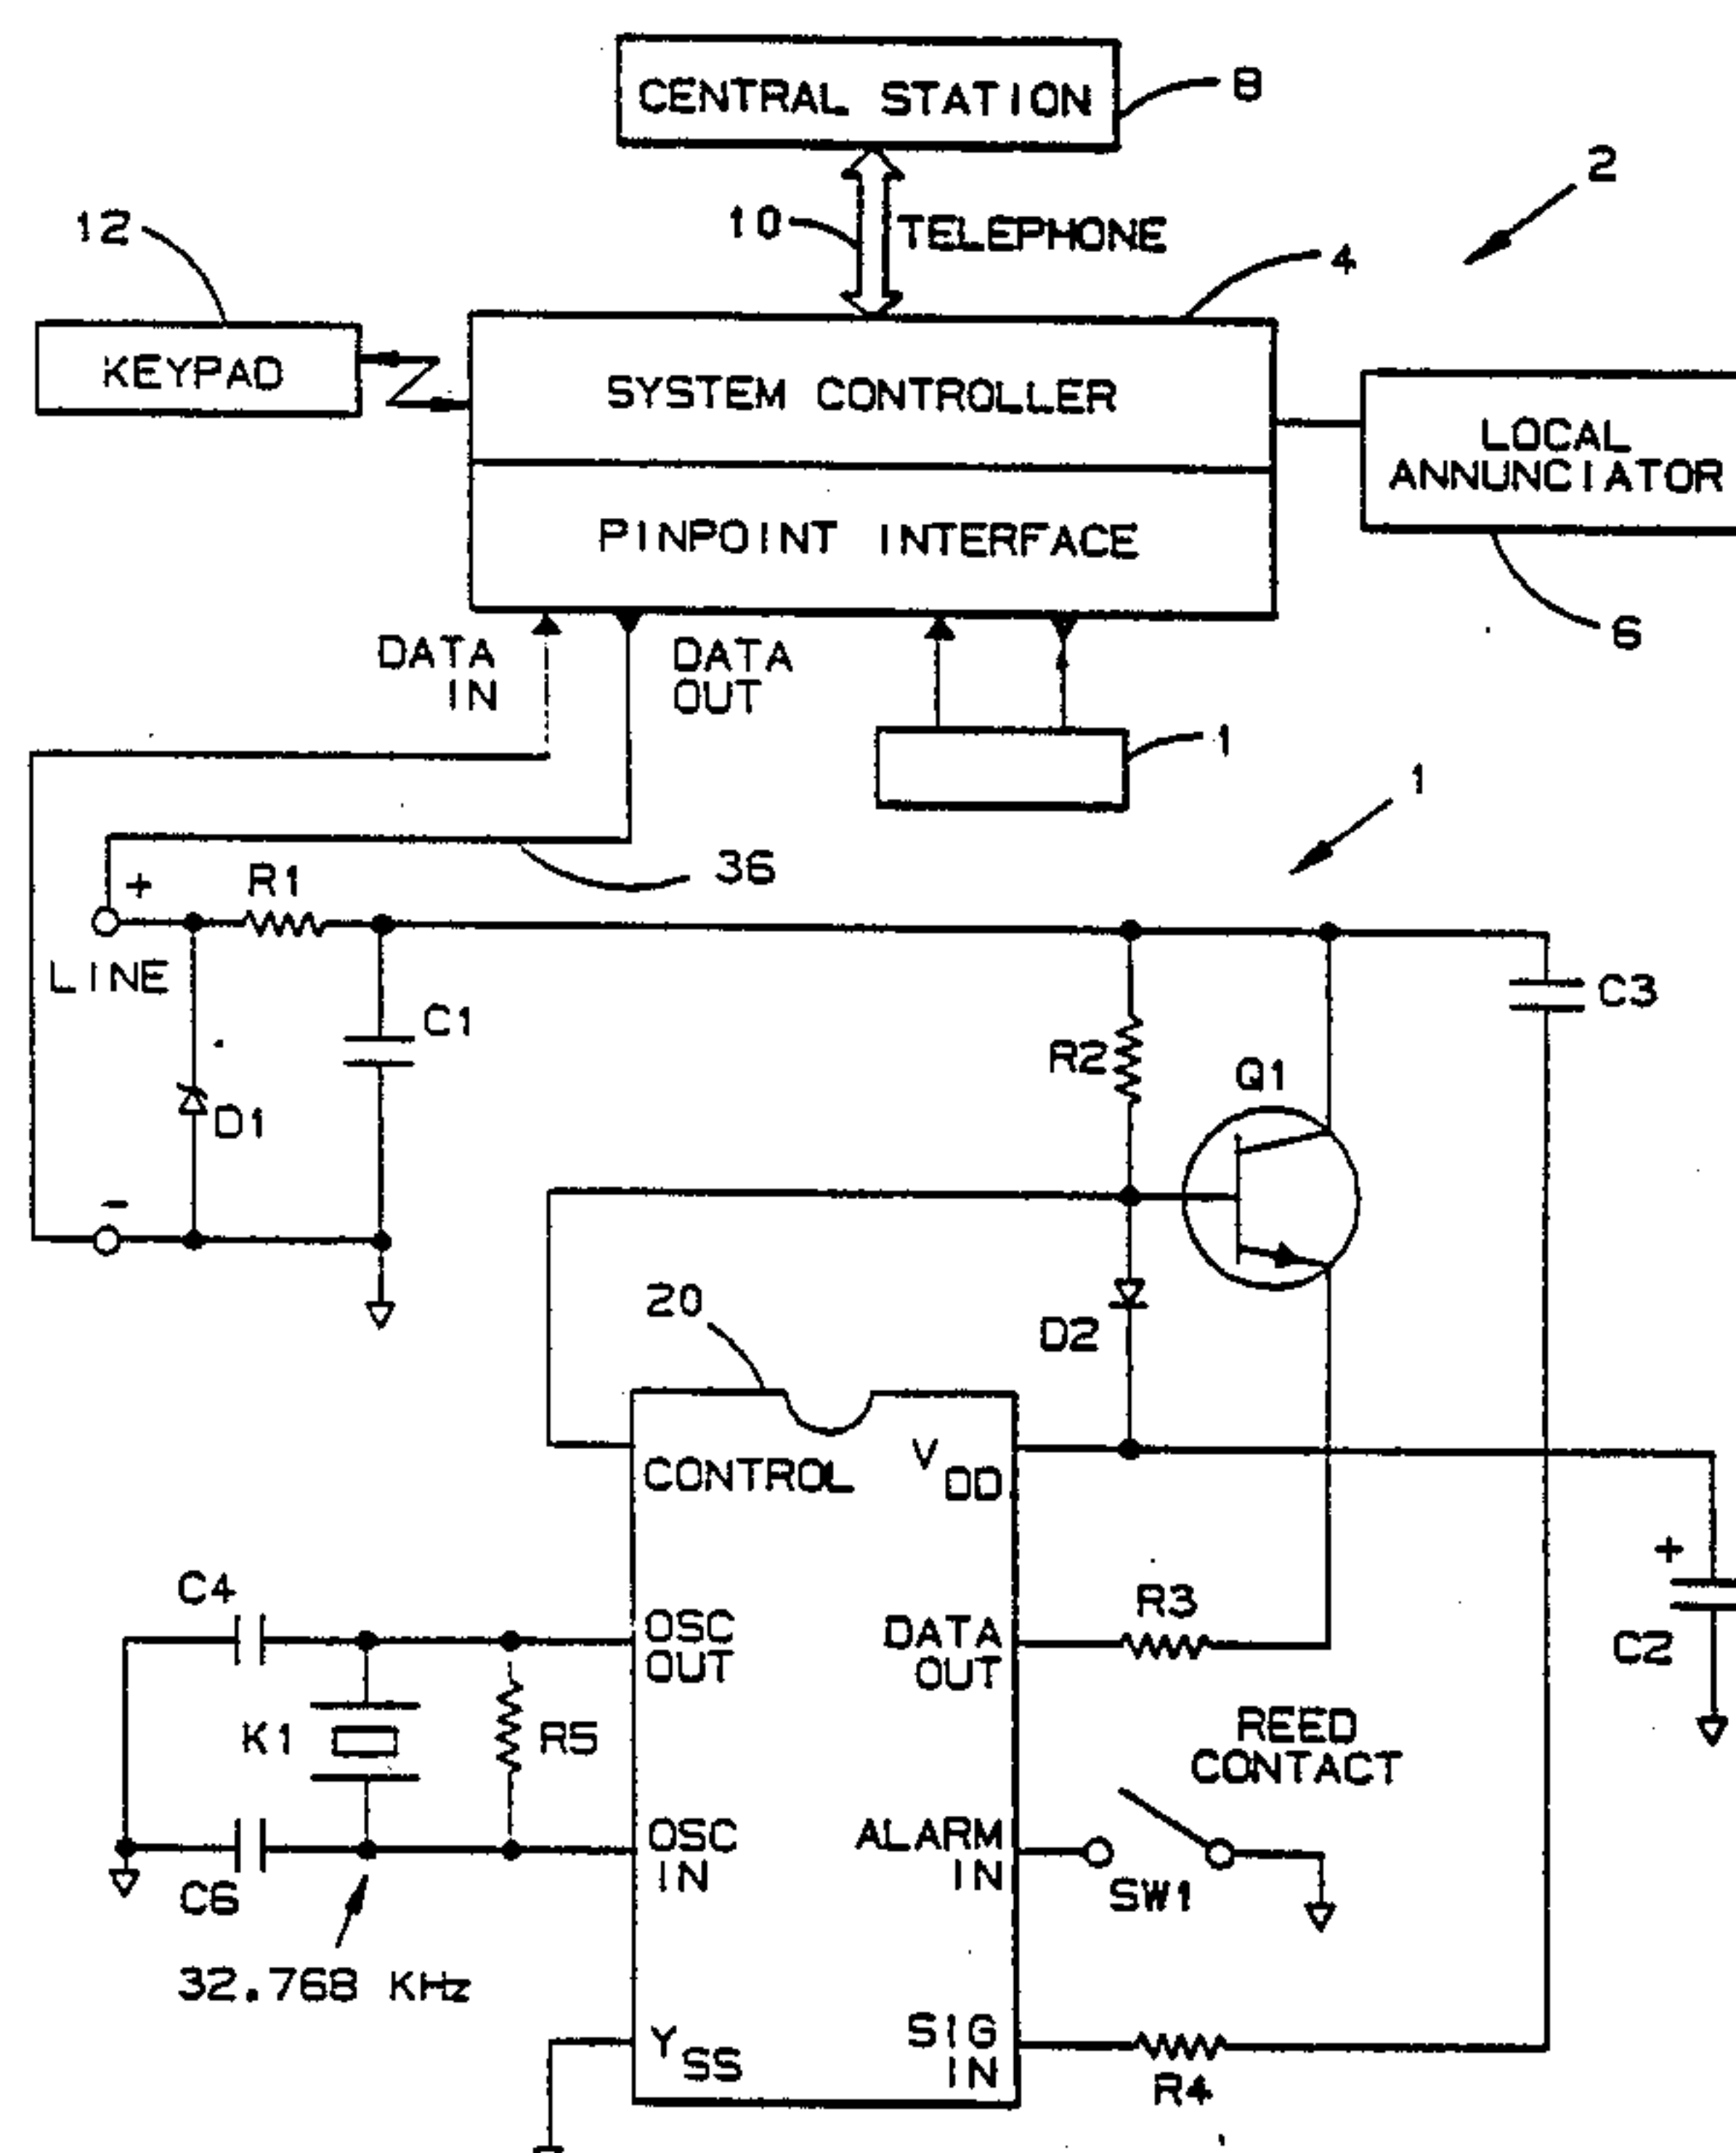 CENTRAL STATION
8
2
10
TELEPHONE
12
4
KEYPAD
SYSTEM CONTROLLER
LOCAL
ANNUNCIATOR
PINPOINT INTERFACE
6
DATA
IN
DATA
OUT
1
1
36
+
R1
LINE
C1
C3
R2
Q1
D1
-
20
D2
CONTROL
V DD
+
C4
OSC
OUT
DATA
OUT
R3
C2
K1
R5
REED
CONTACT
OSC
IN
ALARM
IN
C6
SW1
32.768 KHz
Y SS
SIG
IN
R4